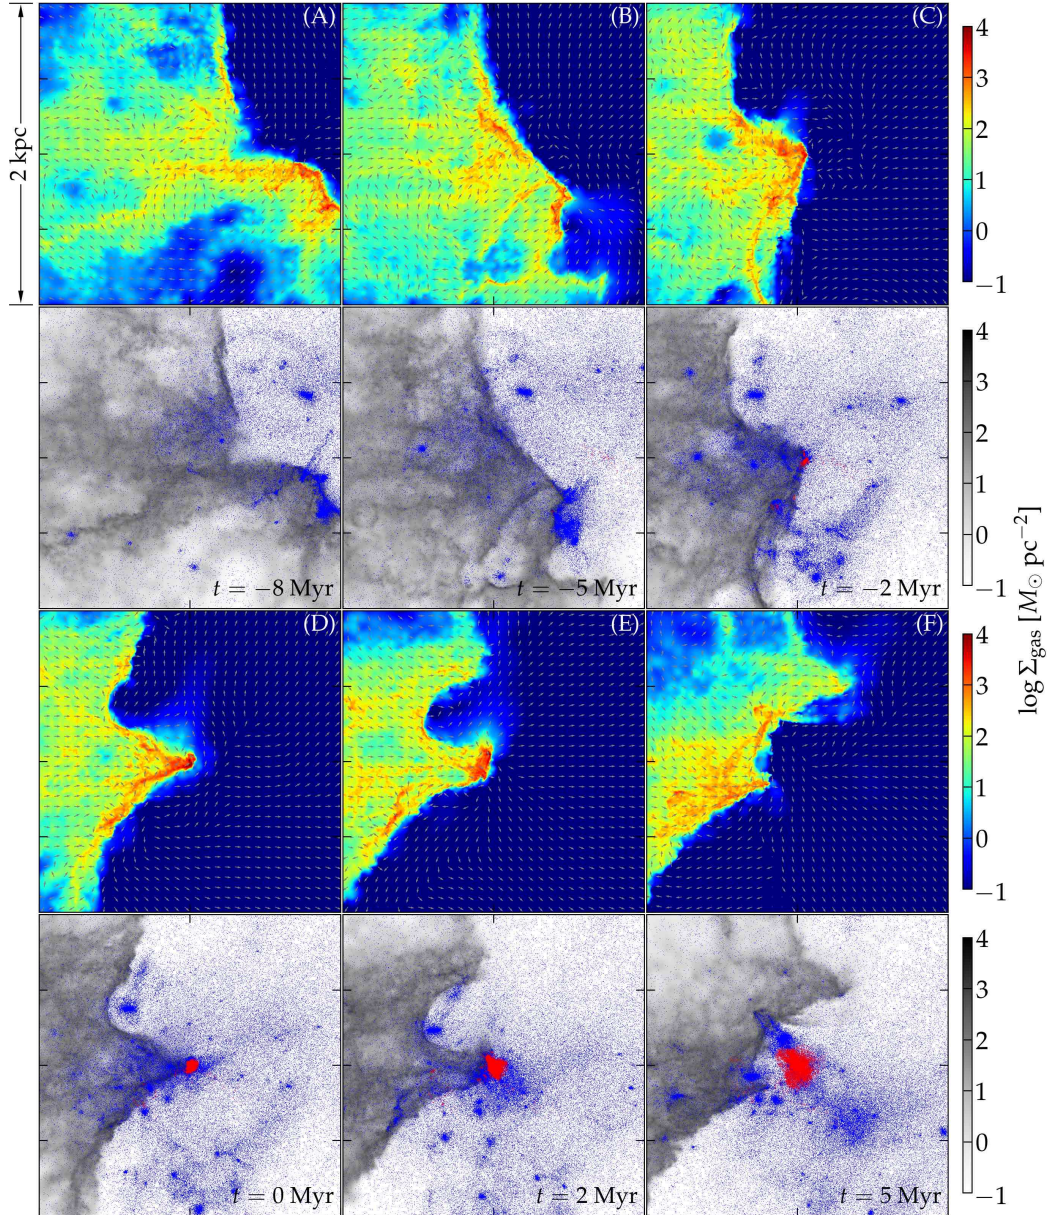 (A)
(B)
(C)
2 kpc
4
3
2
1
0
−1
t = −8 Myr
t = −5 Myr
t = −2 Myr
4
3
2
1
0
−1
log Σgas [M⊙ pc−2]
(D)
(E)
(F)
4
3
2
1
0
−1
t = 0 Myr
t = 2 Myr
t = 5 Myr
4
3
2
1
0
−1